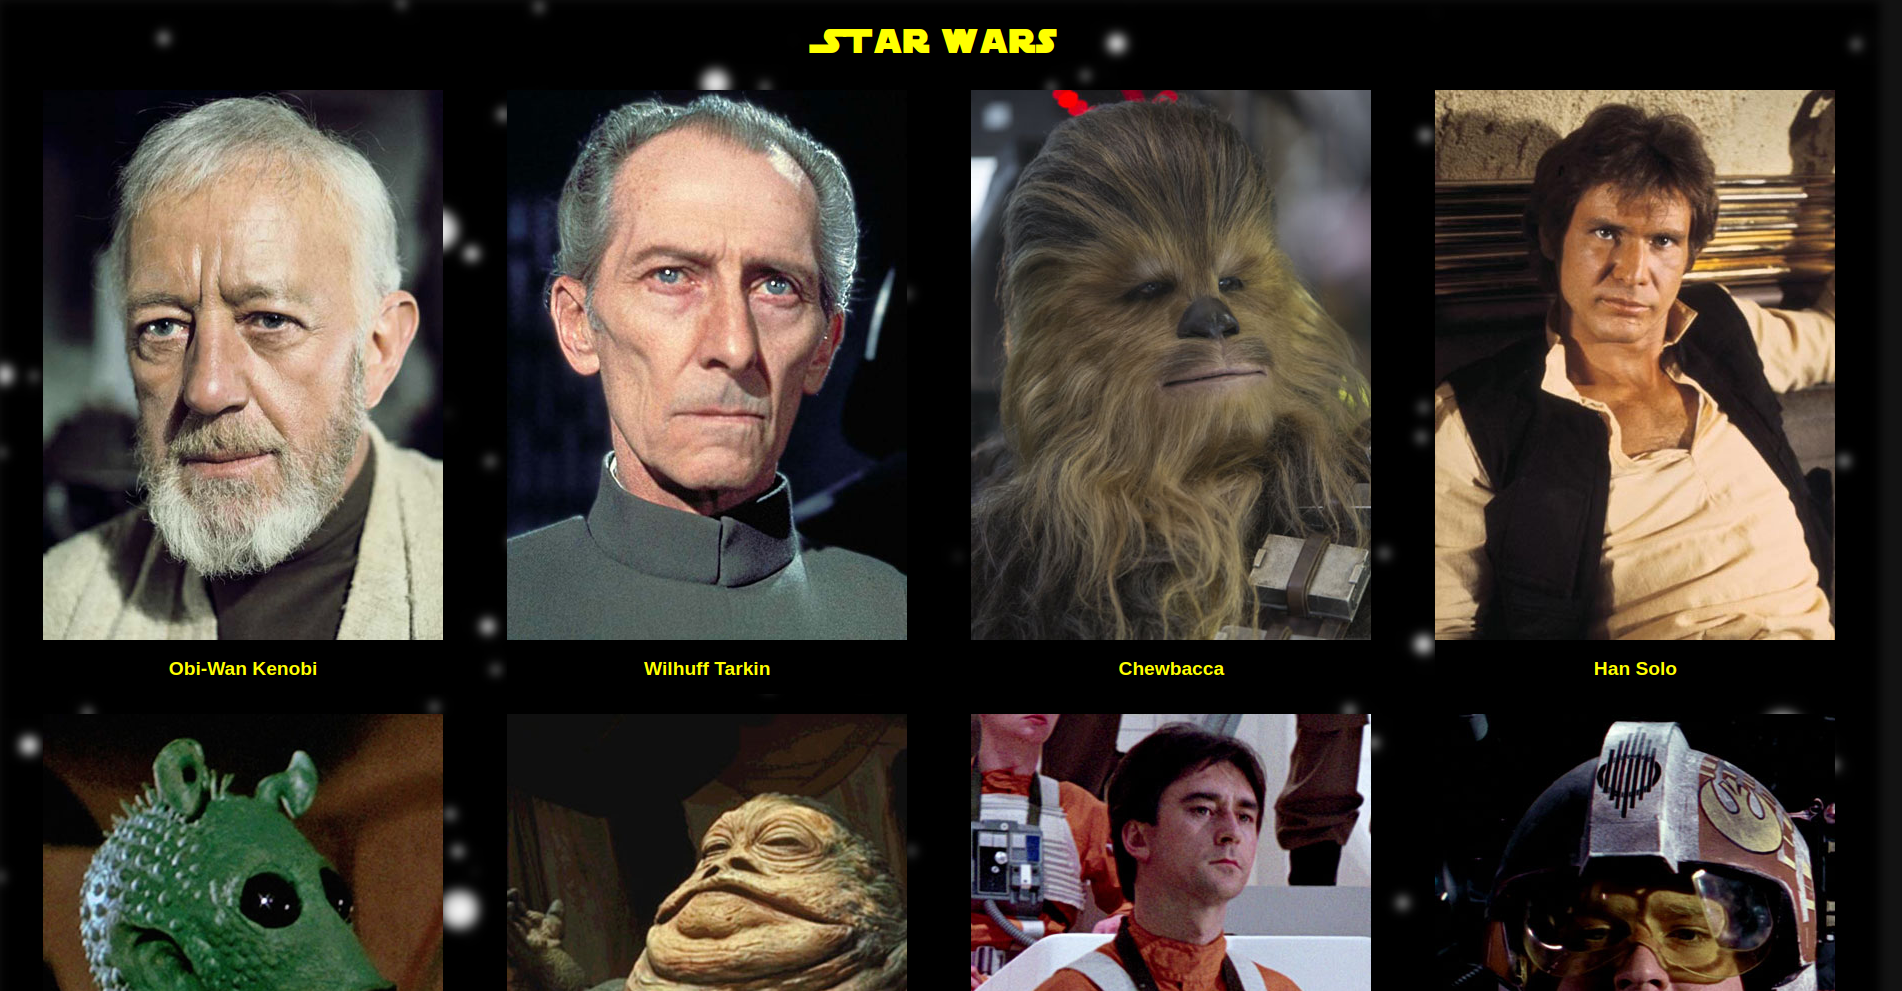 STAR WARS
Obi-Wan Kenobi
Wilhuff Tarkin
Chewbacca
Han Solo